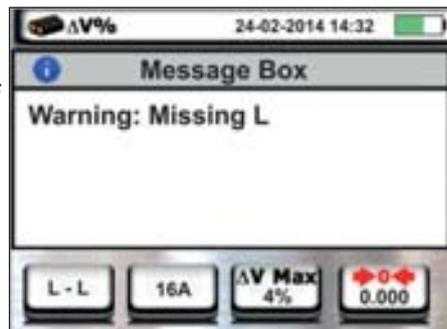 ΔV% 24-02-2014 14:32
Message Box
Warning: Missing L
L - L 16A ΔV Max 4% →0← 0.000